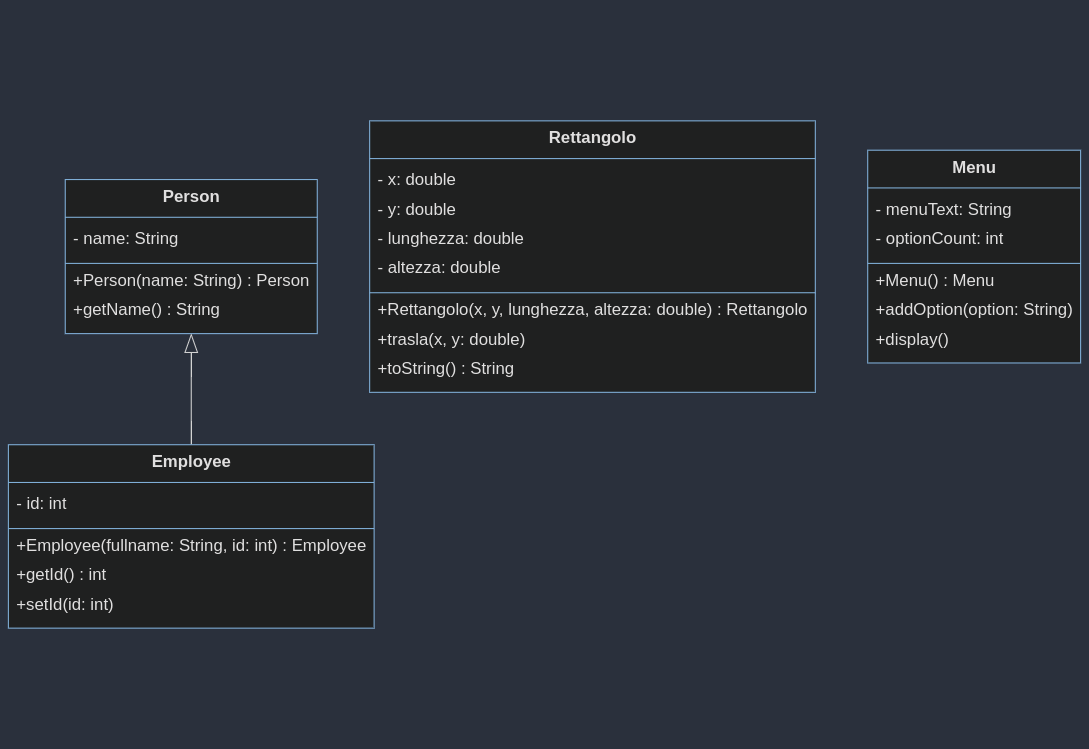 Person
- name: String
+Person(name: String) : Person
+getName() : String
Employee
- id: int
+Employee(fullname: String, id: int) : Employee
+getId() : int
+setId(id: int)
Rettangolo
- x: double
- y: double
- lunghezza: double
- altezza: double
+Rettangolo(x, y, lunghezza, altezza: double) : Rettangolo
+trasla(x, y: double)
+toString() : String
Menu
- menuText: String
- optionCount: int
+Menu() : Menu
+addOption(option: String)
+display()